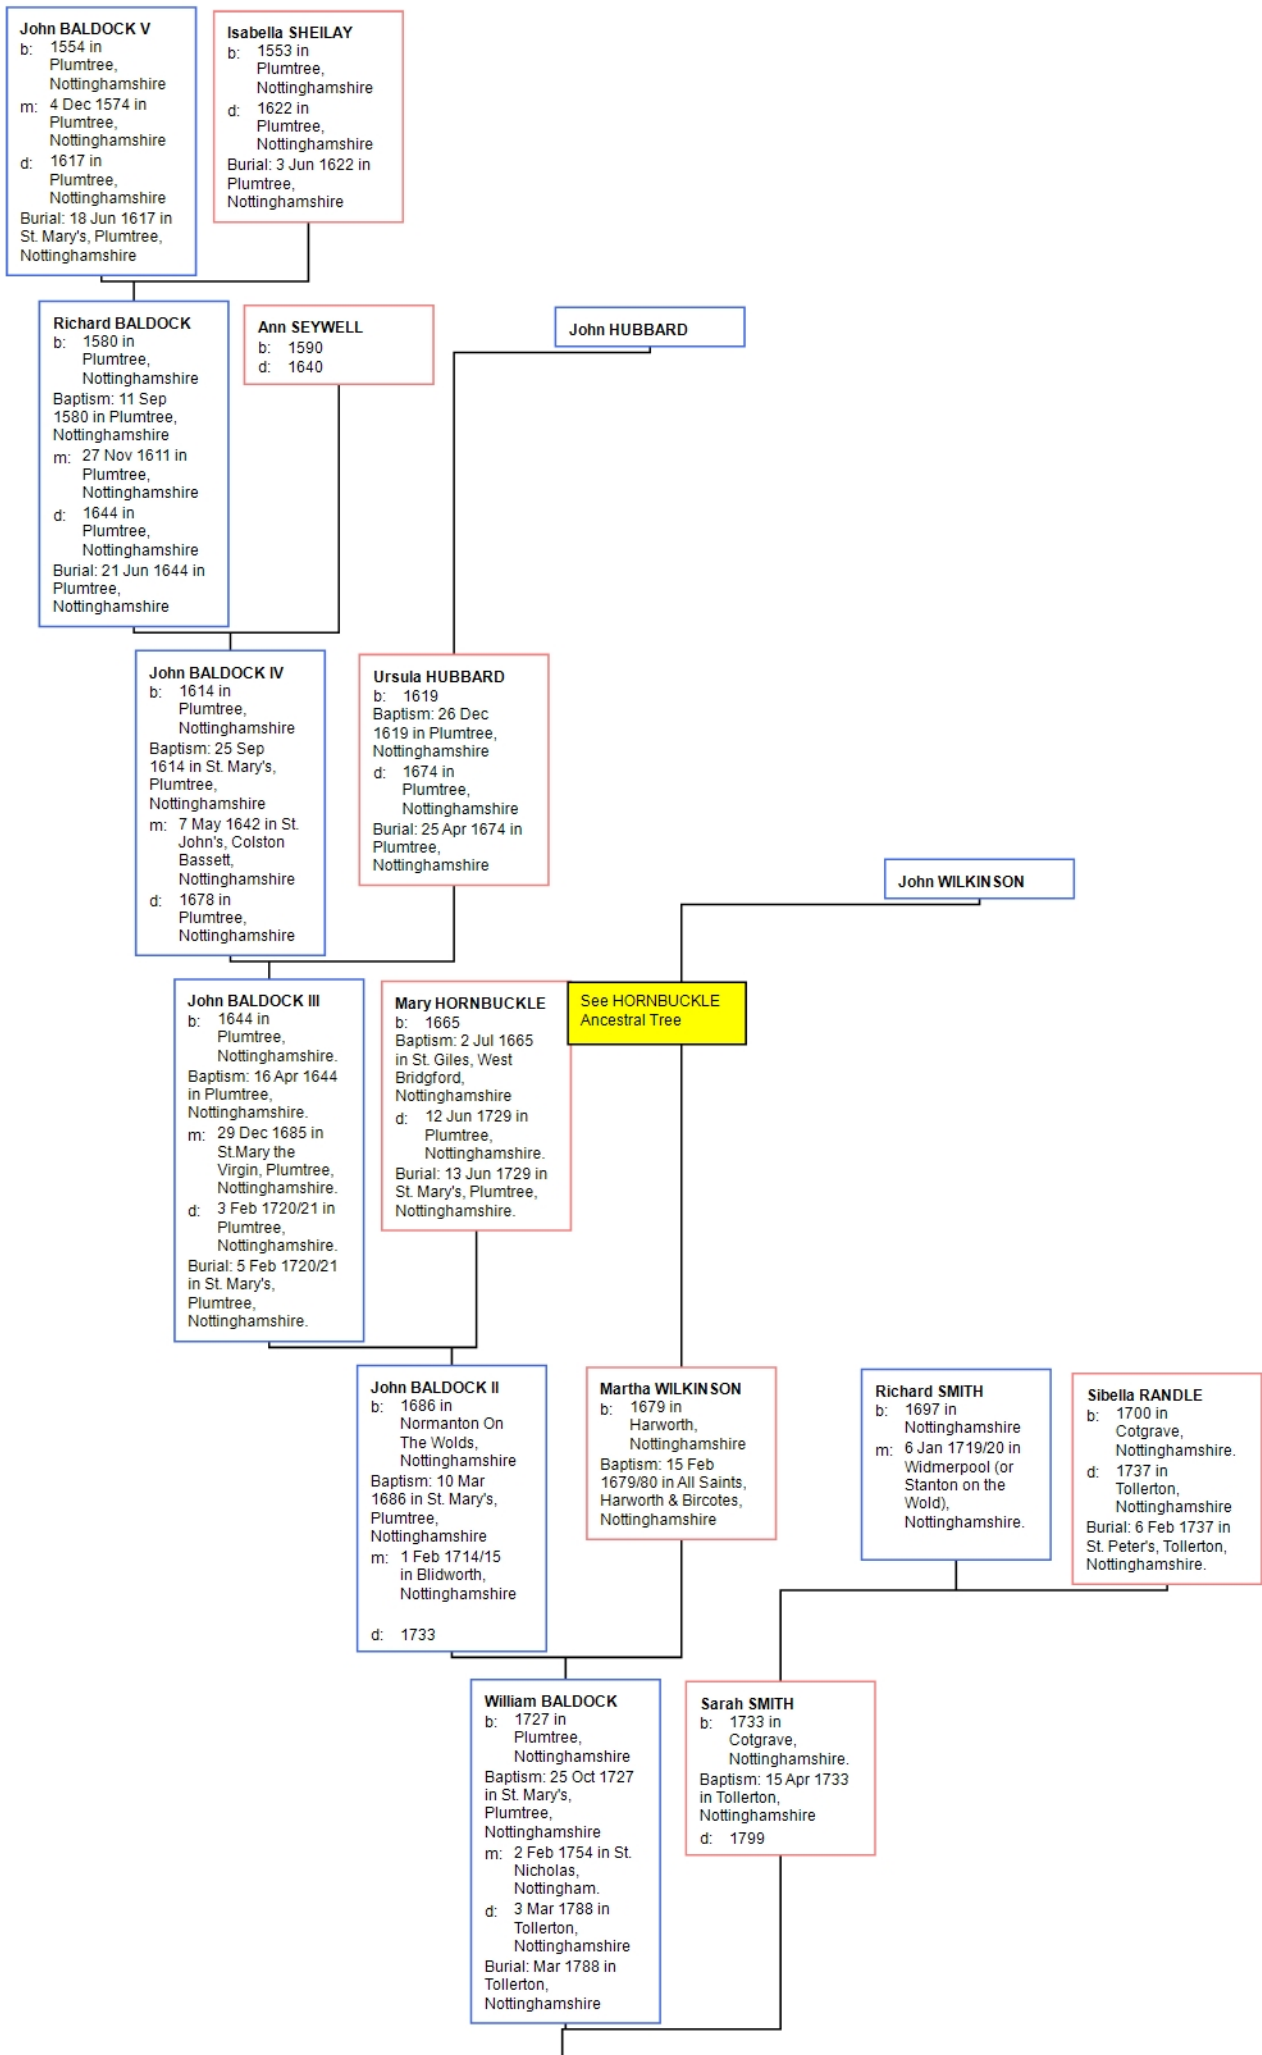 John BALDOCK V
b: 1554 in
Plumtree,
Nottinghamshire
m: 4 Dec 1574 in
Plumtree,
Nottinghamshire
d: 1617 in
Plumtree,
Nottinghamshire
Burial: 18 Jun 1617 in
St. Mary's, Plumtree,
Nottinghamshire
Isabella SHEILAY
b: 1553 in
Plumtree,
Nottinghamshire
d: 1622 in
Plumtree,
Nottinghamshire
Burial: 3 Jun 1622 in
Plumtree,
Nottinghamshire
Richard BALDOCK
b: 1580 in
Plumtree,
Nottinghamshire
Baptism: 11 Sep
1580 in Plumtree,
Nottinghamshire
m: 27 Nov 1611 in
Plumtree,
Nottinghamshire
d: 1644 in
Plumtree,
Nottinghamshire
Burial: 21 Jun 1644 in
Plumtree,
Nottinghamshire
Ann SEYWELL
b: 1590
d: 1640
John HUBBARD
John BALDOCK IV
b: 1614 in
Plumtree,
Nottinghamshire
Baptism: 25 Sep
1614 in St. Mary's,
Plumtree,
Nottinghamshire
m: 7 May 1642 in St.
John's, Colston
Bassett,
Nottinghamshire
d: 1678 in
Plumtree,
Nottinghamshire
Ursula HUBBARD
b: 1619
Baptism: 26 Dec
1619 in Plumtree,
Nottinghamshire
d: 1674 in
Plumtree,
Nottinghamshire
Burial: 25 Apr 1674 in
Plumtree,
Nottinghamshire
John WILKINSON
John BALDOCK III
b: 1644 in
Plumtree,
Nottinghamshire.
Baptism: 16 Apr 1644
in Plumtree,
Nottinghamshire.
m: 29 Dec 1685 in
St.Mary the
Virgin, Plumtree,
Nottinghamshire.
d: 3 Feb 1720/21 in
Plumtree,
Nottinghamshire.
Burial: 5 Feb 1720/21
in St. Mary's,
Plumtree,
Nottinghamshire.
Mary HORNBUCKLE
b: 1665
Baptism: 2 Jul 1665
in St. Giles, West
Bridgford,
Nottinghamshire
d: 12 Jun 1729 in
Plumtree,
Nottinghamshire.
Burial: 13 Jun 1729 in
St. Mary's, Plumtree,
Nottinghamshire.
See HORNBUCKLE
Ancestral Tree
John BALDOCK II
b: 1686 in
Normanton On
The Wolds,
Nottinghamshire
Baptism: 10 Mar
1686 in St. Mary's,
Plumtree,
Nottinghamshire
m: 1 Feb 1714/15
in Blidworth,
Nottinghamshire
d: 1733
Martha WILKINSON
b: 1679 in
Harworth,
Nottinghamshire
Baptism: 15 Feb
1679/80 in All Saints,
Harworth & Bircotes,
Nottinghamshire
Richard SMITH
b: 1697 in
Nottinghamshire
m: 6 Jan 1719/20 in
Widmerpool (or
Stanton on the
Wold),
Nottinghamshire.
Sibella RANDLE
b: 1700 in
Cotgrave,
Nottinghamshire.
d: 1737 in
Tollerton,
Nottinghamshire
Burial: 6 Feb 1737 in
St. Peter's, Tollerton,
Nottinghamshire.
William BALDOCK
b: 1727 in
Plumtree,
Nottinghamshire
Baptism: 25 Oct 1727
in St. Mary's,
Plumtree,
Nottinghamshire
m: 2 Feb 1754 in St.
Nicholas,
Nottingham.
d: 3 Mar 1788 in
Tollerton,
Nottinghamshire
Burial: Mar 1788 in
Tollerton,
Nottinghamshire
Sarah SMITH
b: 1733 in
Cotgrave,
Nottinghamshire.
Baptism: 15 Apr 1733
in Tollerton,
Nottinghamshire
d: 1799